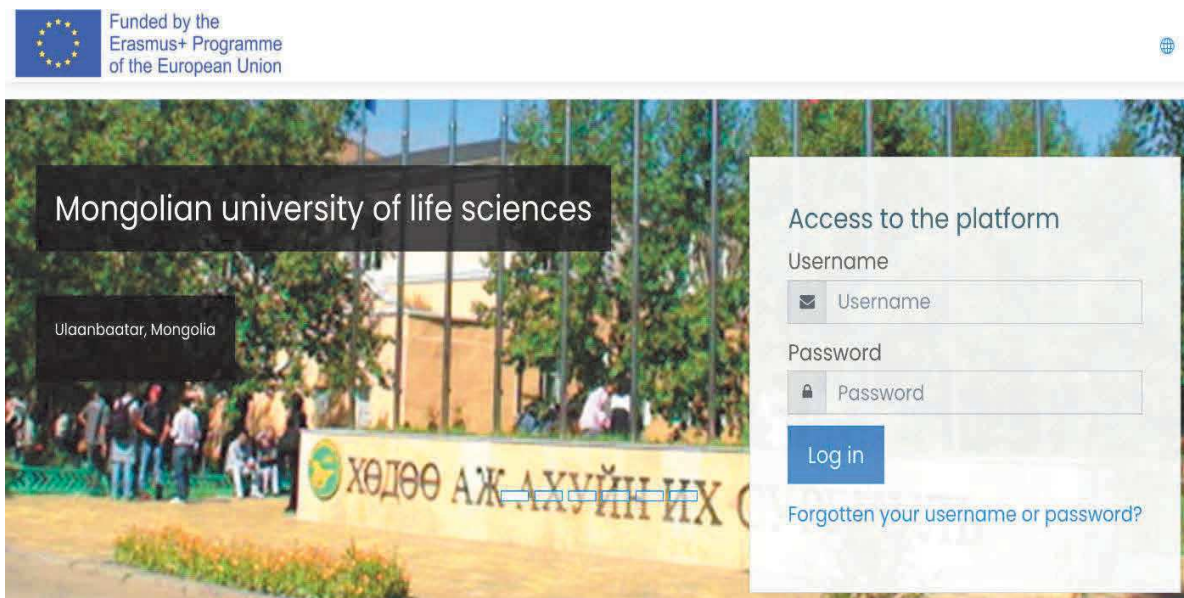 Funded by the
Erasmus+ Programme
of the European Union
Mongolian university of life sciences
Ulaanbaatar, Mongolia
ХӨДӨӨ АЖ АХУЙН ИХ
Access to the platform
Username
Username
Password
Password
Log in
Forgotten your username or password?